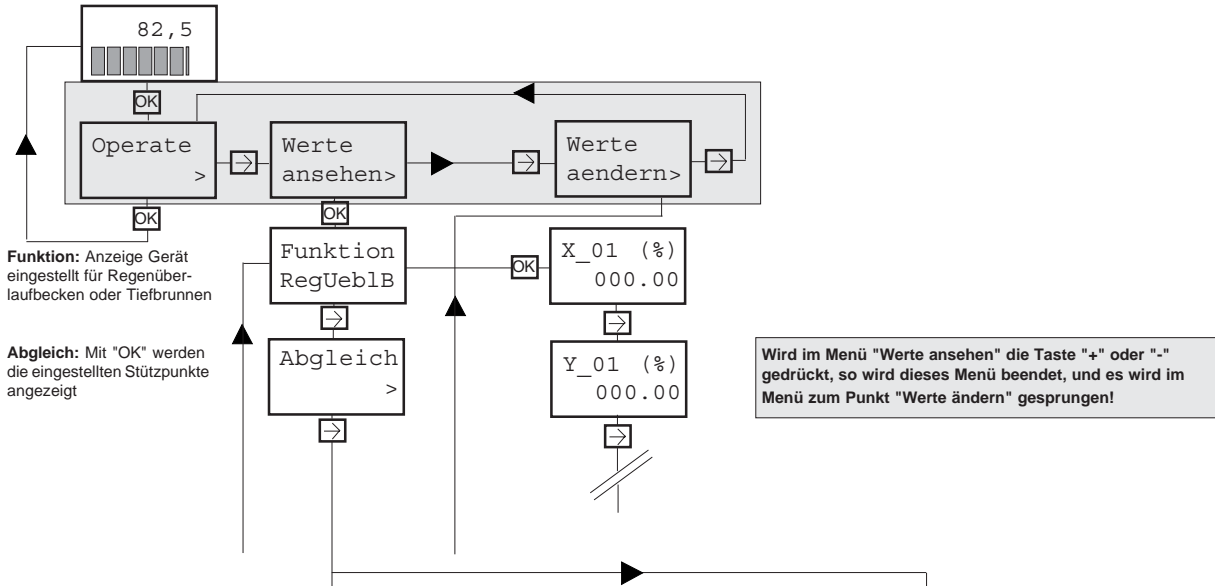 82,5
OK
Operate
>
Werte
ansehen>
Werte
aendern>
OK
OK
Funktion: Anzeige Gerät
eingestellt für Regenüber-
laufbecken oder Tiefbrunnen
Funktion
RegUeblB
OK
X_01 (%)
000.00
Abgleich: Mit "OK" werden
die eingestellten Stützpunkte
angezeigt
Abgleich
>
Y_01 (%)
000.00
Wird im Menü "Werte ansehen" die Taste "+" oder "-"
gedrückt, so wird dieses Menü beendet, und es wird im
Menü zum Punkt "Werte ändern" gesprungen!